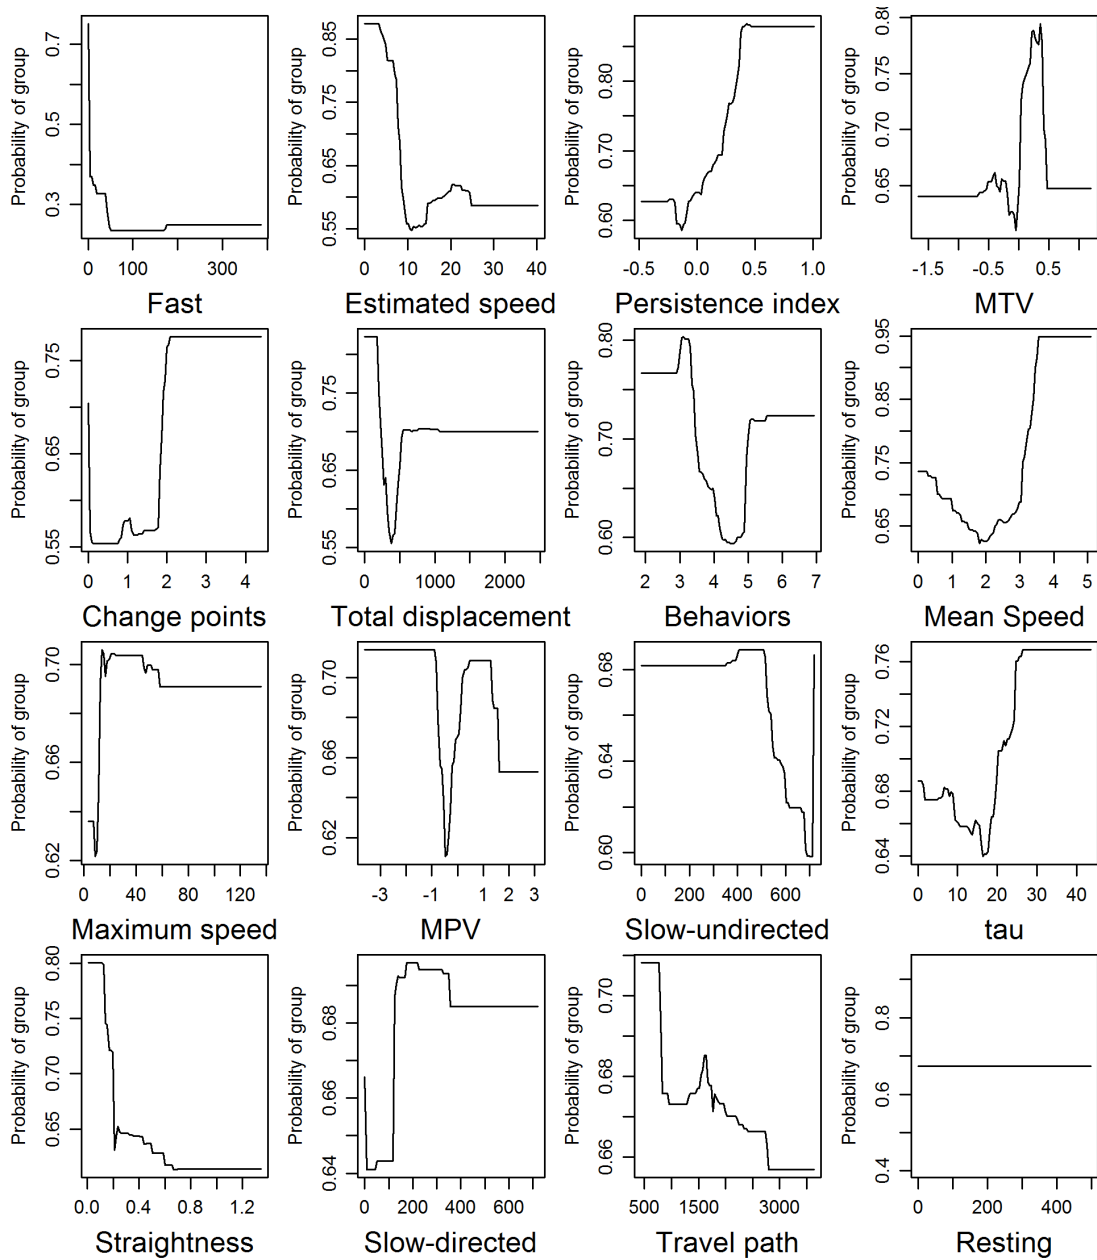 Probability of group
0.7
0.5
0.3
0 100 300
Fast
Probability of group
0.85
0.75
0.65
0.55
0 10 20 30 40
Estimated speed
Probability of group
0.80
0.70
0.60
-0.5 0.0 0.5 1.0
Persistence index
Probability of group
0.80
0.75
0.70
0.65
-1.5 -0.5 0.5
MTV
Probability of group
0.75
0.65
0.55
0 1 2 3 4
Change points
Probability of group
0.75
0.65
0.55
0 1000 2000
Total displacement
Probability of group
0.80
0.70
0.60
2 3 4 5 6 7
Behaviors
Probability of group
0.95
0.85
0.75
0.65
0 1 2 3 4 5
Mean Speed
Probability of group
0.70
0.66
0.62
0 40 80 120
Maximum speed
Probability of group
0.70
0.66
0.62
-3 -1 0 1 2 3
MPV
Probability of group
0.68
0.64
0.60
0 200 400 600
Slow-undirected
Probability of group
0.76
0.72
0.68
0.64
0 10 20 30 40
tau
Probability of group
0.80
0.75
0.70
0.65
0.0 0.4 0.8 1.2
Straightness
Probability of group
0.68
0.66
0.64
0 200 400 600
Slow-directed
Probability of group
0.70
0.68
0.66
500 1500 3000
Travel path
Probability of group
0.8
0.6
0.4
0 200 400
Resting